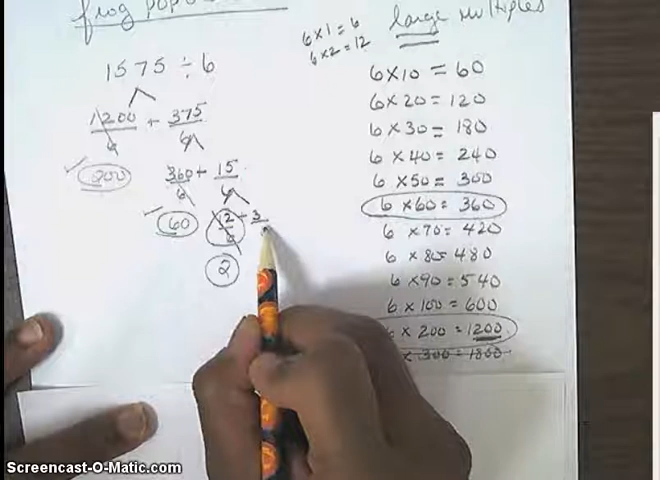 frog popu
1575 ÷ 6
1200 + 375
6 6
200
360 + 15
6 6
60
12 + 3
6
2
6x1 = 6
6x2 = 12
large multiples
6x10 = 60
6x20 = 120
6x30 = 180
6x40 = 240
6x50 = 300
6x60 = 360
6x70 = 420
6x80 = 480
6x90 = 540
6x100 = 600
6x200 = 1200
x 300 = 1800
Screencast-O-Matic.com